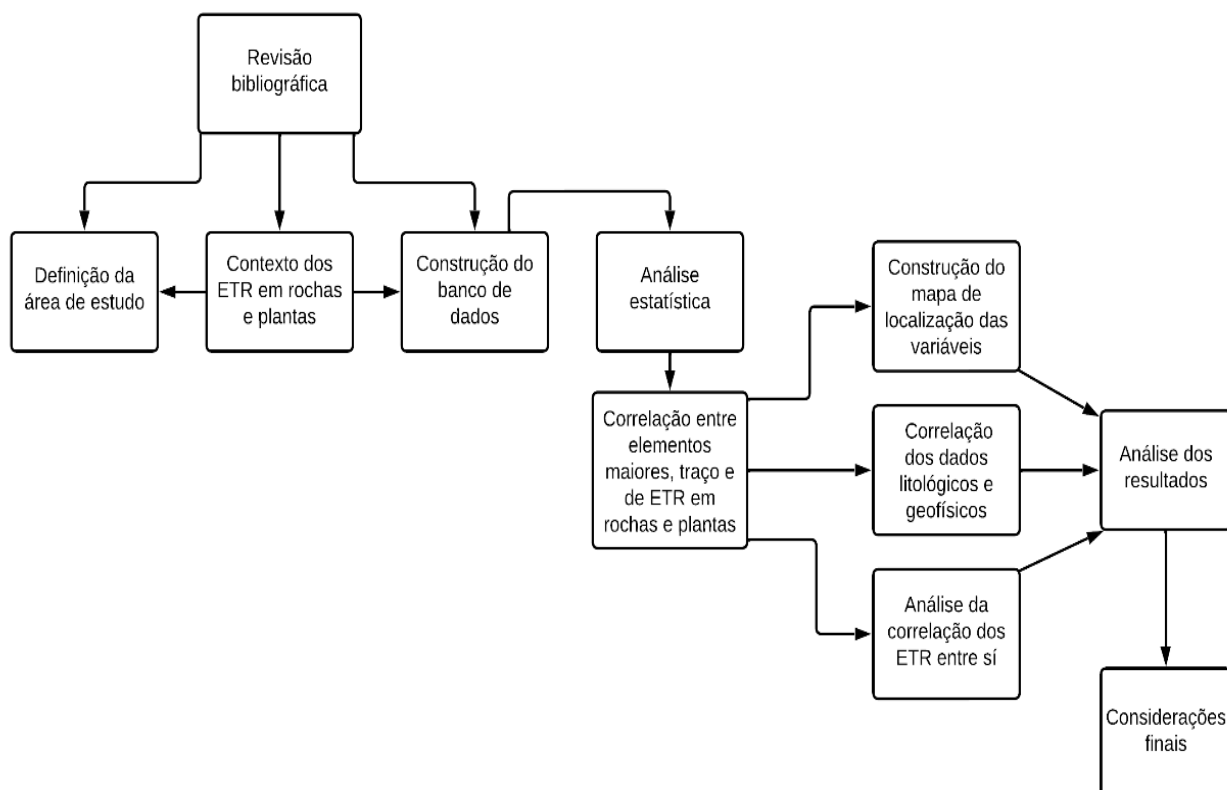 Revisão
bibliográfica
Definição da
área de estudo
Contexto dos
ETR em rochas
e plantas
Construção do
banco de
dados
Análise
estatística
Correlação entre
elementos
maiores, traço e
de ETR em
rochas e plantas
Construção do
mapa de
localização das
variáveis
Correlação
dos dados
litológicos e
geofísicos
Análise da
correlação dos
ETR entre sí
Análise dos
resultados
Considerações
finais